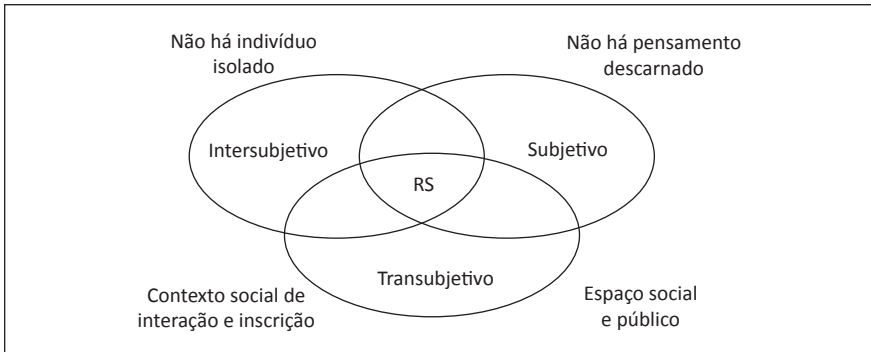 Não há indivíduo
isolado
Não há pensamento
descarnado
Intersubjetivo
Subjetivo
RS
Transubjetivo
Contexto social de
interação e inscrição
Espaço social
e público